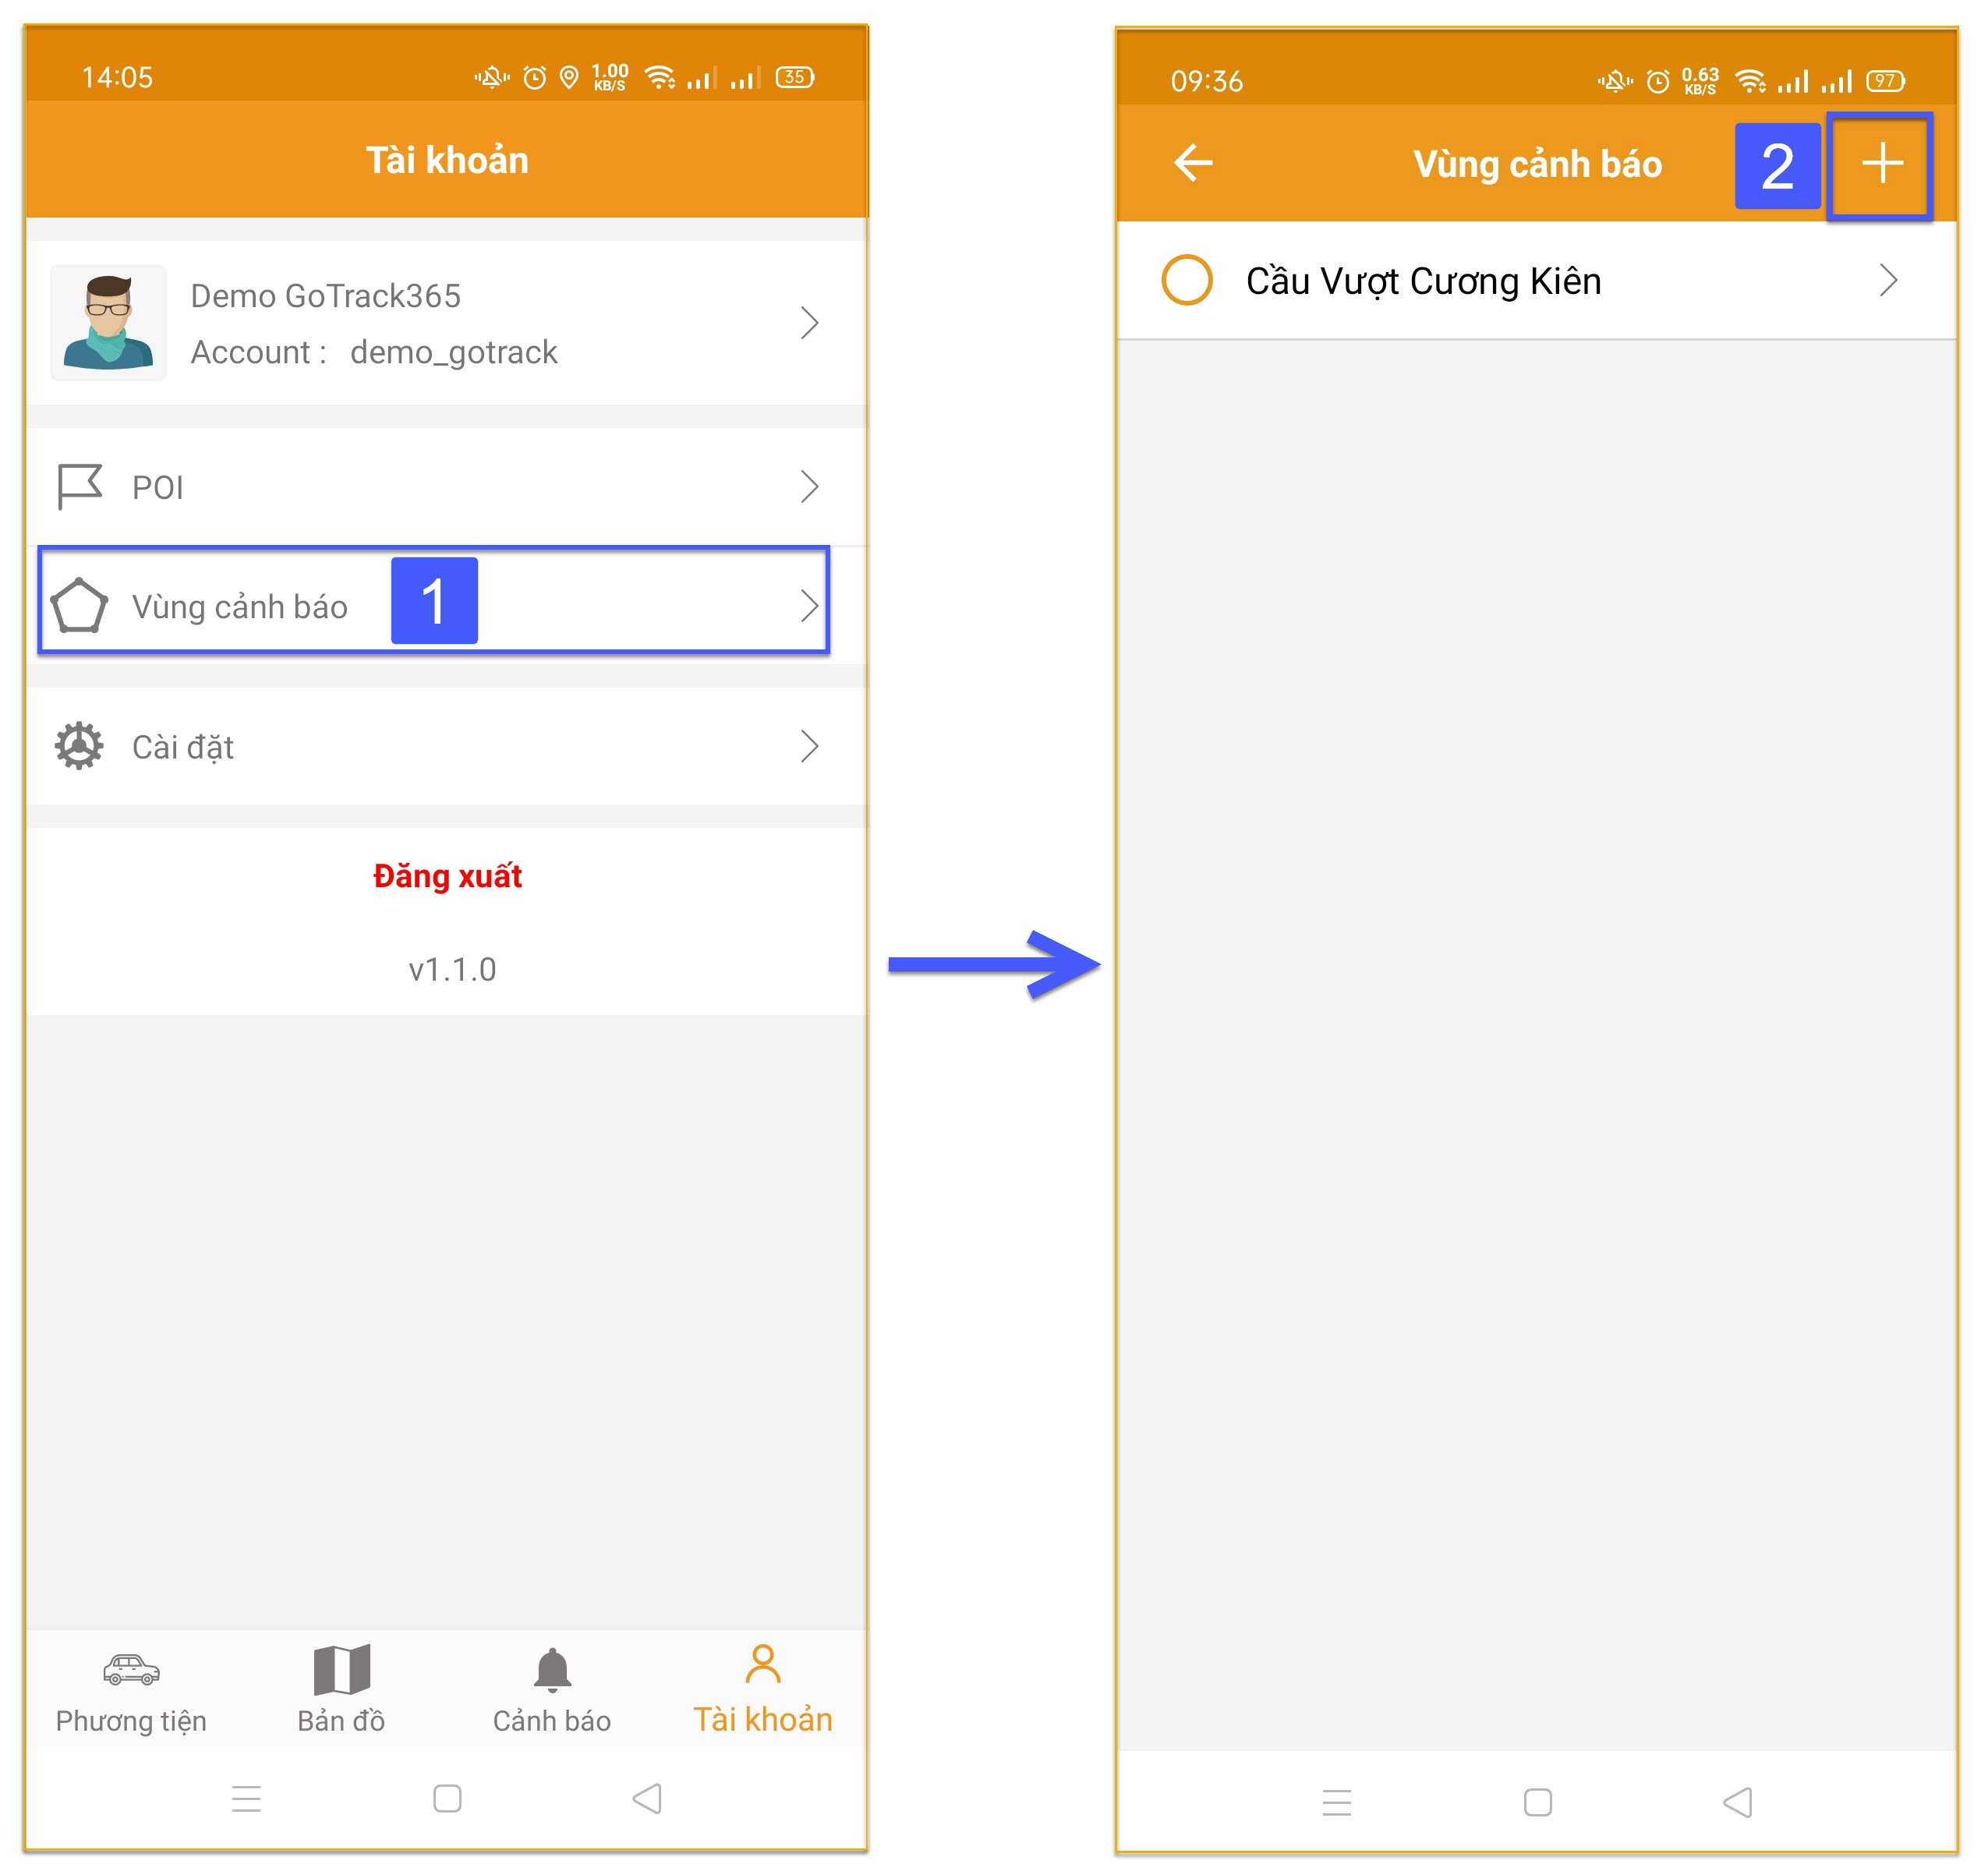 14:05
1.00
KB/S
35
Tài khoản
Demo GoTrack365
Account : demo_gotrack
POI
Vùng cảnh báo
1
Cài đặt
Đăng xuất
v1.1.0
Phương tiện
Bản đồ
Cảnh báo
Tài khoản
09:36
0.63
KB/S
97
Vùng cảnh báo
2
Cầu Vượt Cương Kiên